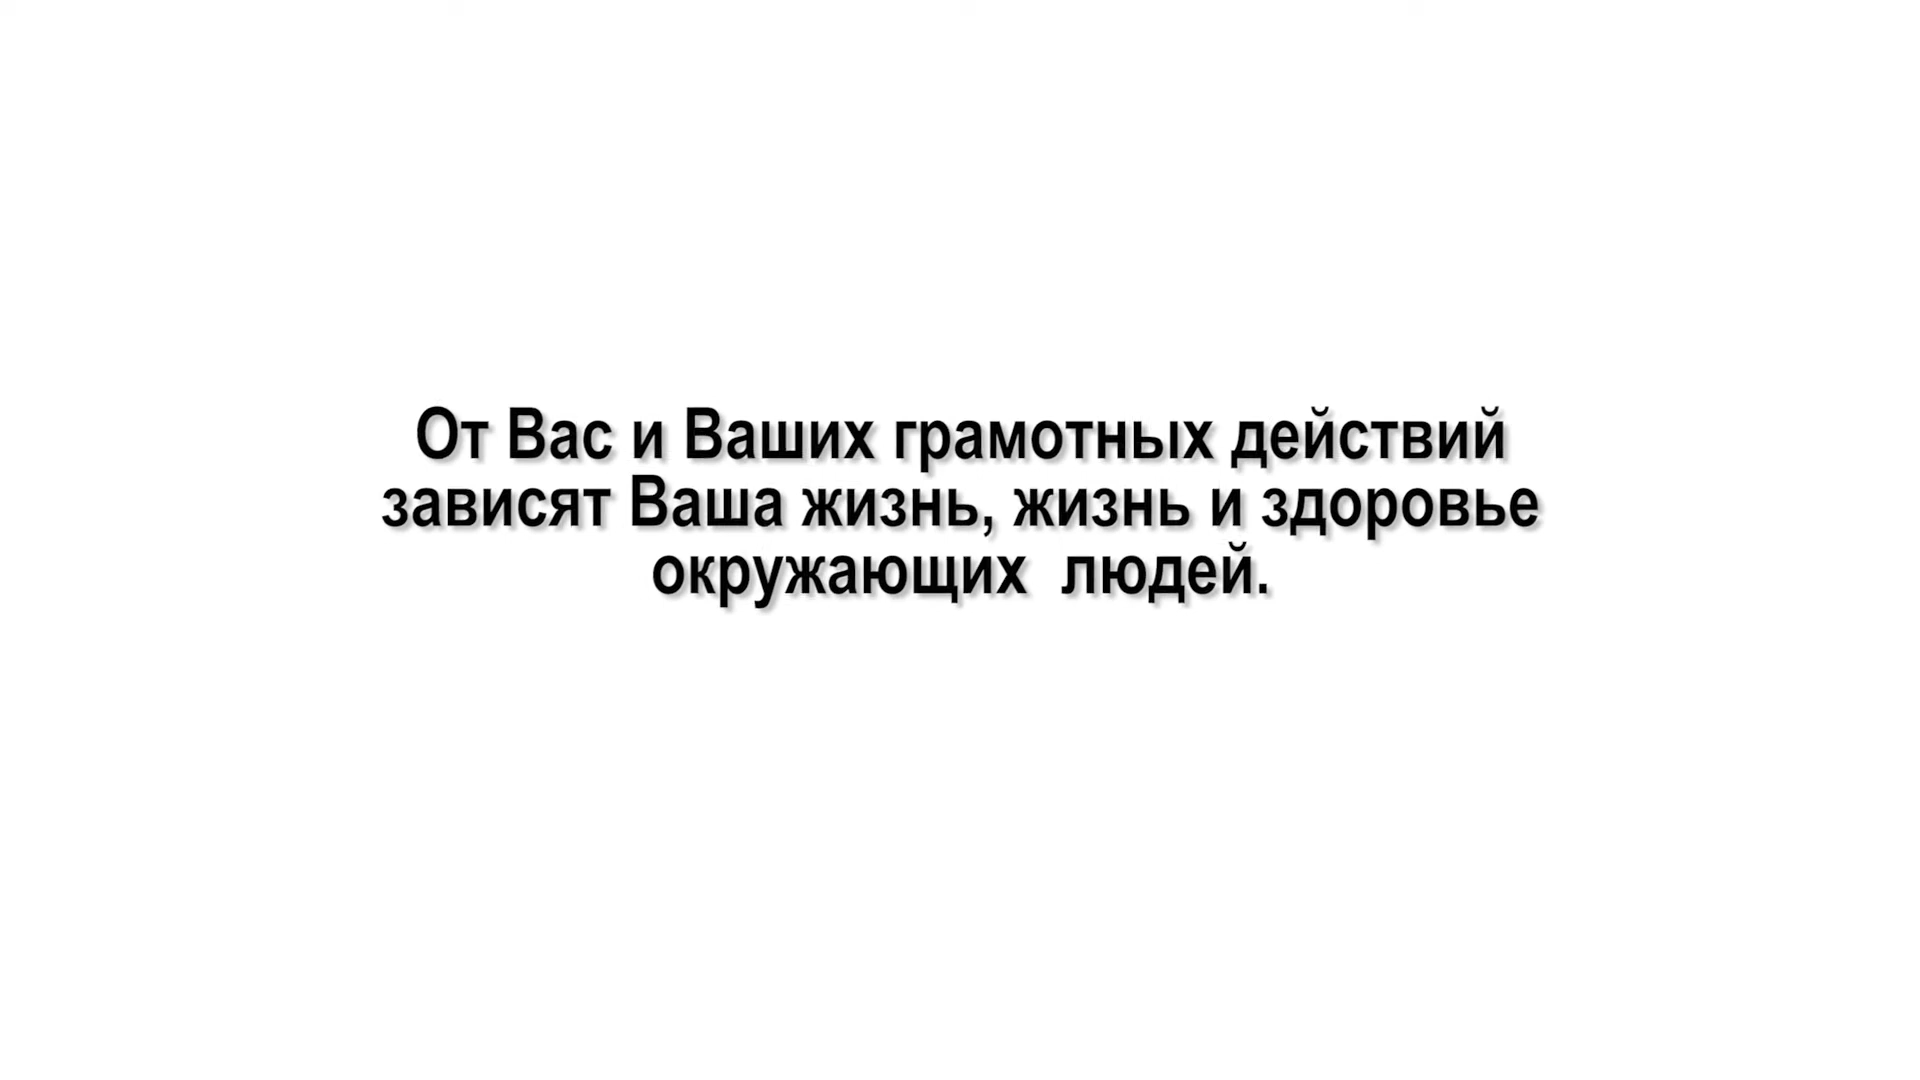 От Вас и Ваших грамотных действий
зависят Ваша жизнь, жизнь и здоровье
окружающих  людей.